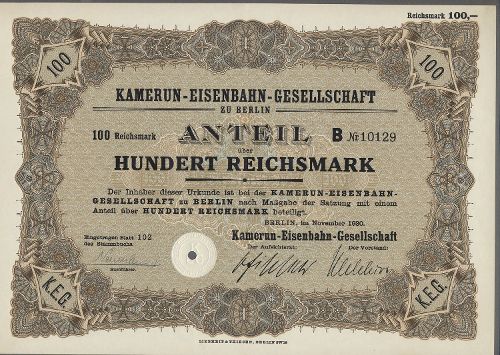 Reichsmark 100,—
100
100
KAMERUN-EISENBAHN-GESELLSCHAFT
ZU BERLIN
100 Reichsmark ANTEIL B № 10129
über
HUNDERT REICHSMARK
Der Inhaber dieser Urkunde ist bei der KAMERUN-EISENBAHN-
GESELLSCHAFT zu BERLIN nach Maßgabe der Satzung mit einem
Anteil über HUNDERT REICHSMARK beteiligt.
BERLIN, im November 1930.
Eingetragen Blatt 102
des Stammbuchs
Kamerun-Eisenbahn-Gesellschaft
Der Aufsichtsrat: Der Vorstand:
Buchführer.
K.E.G.
K.E.G.